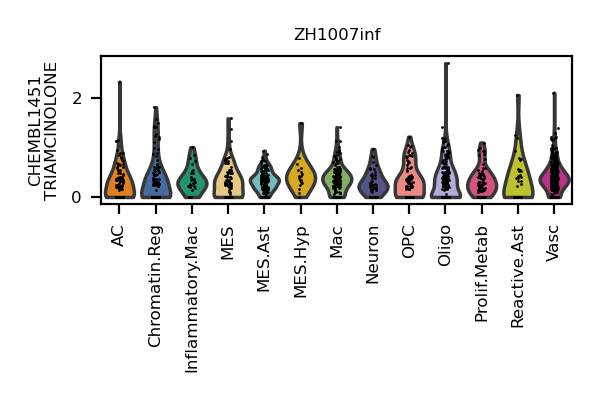 ZH1007inf
CHEMBL1451
TRIAMCINOLONE
2
0
AC
Chromatin.Reg
Inflammatory.Mac
MES
MES.Ast
MES.Hyp
Mac
Neuron
OPC
Oligo
Prolif.Metab
Reactive.Ast
Vasc